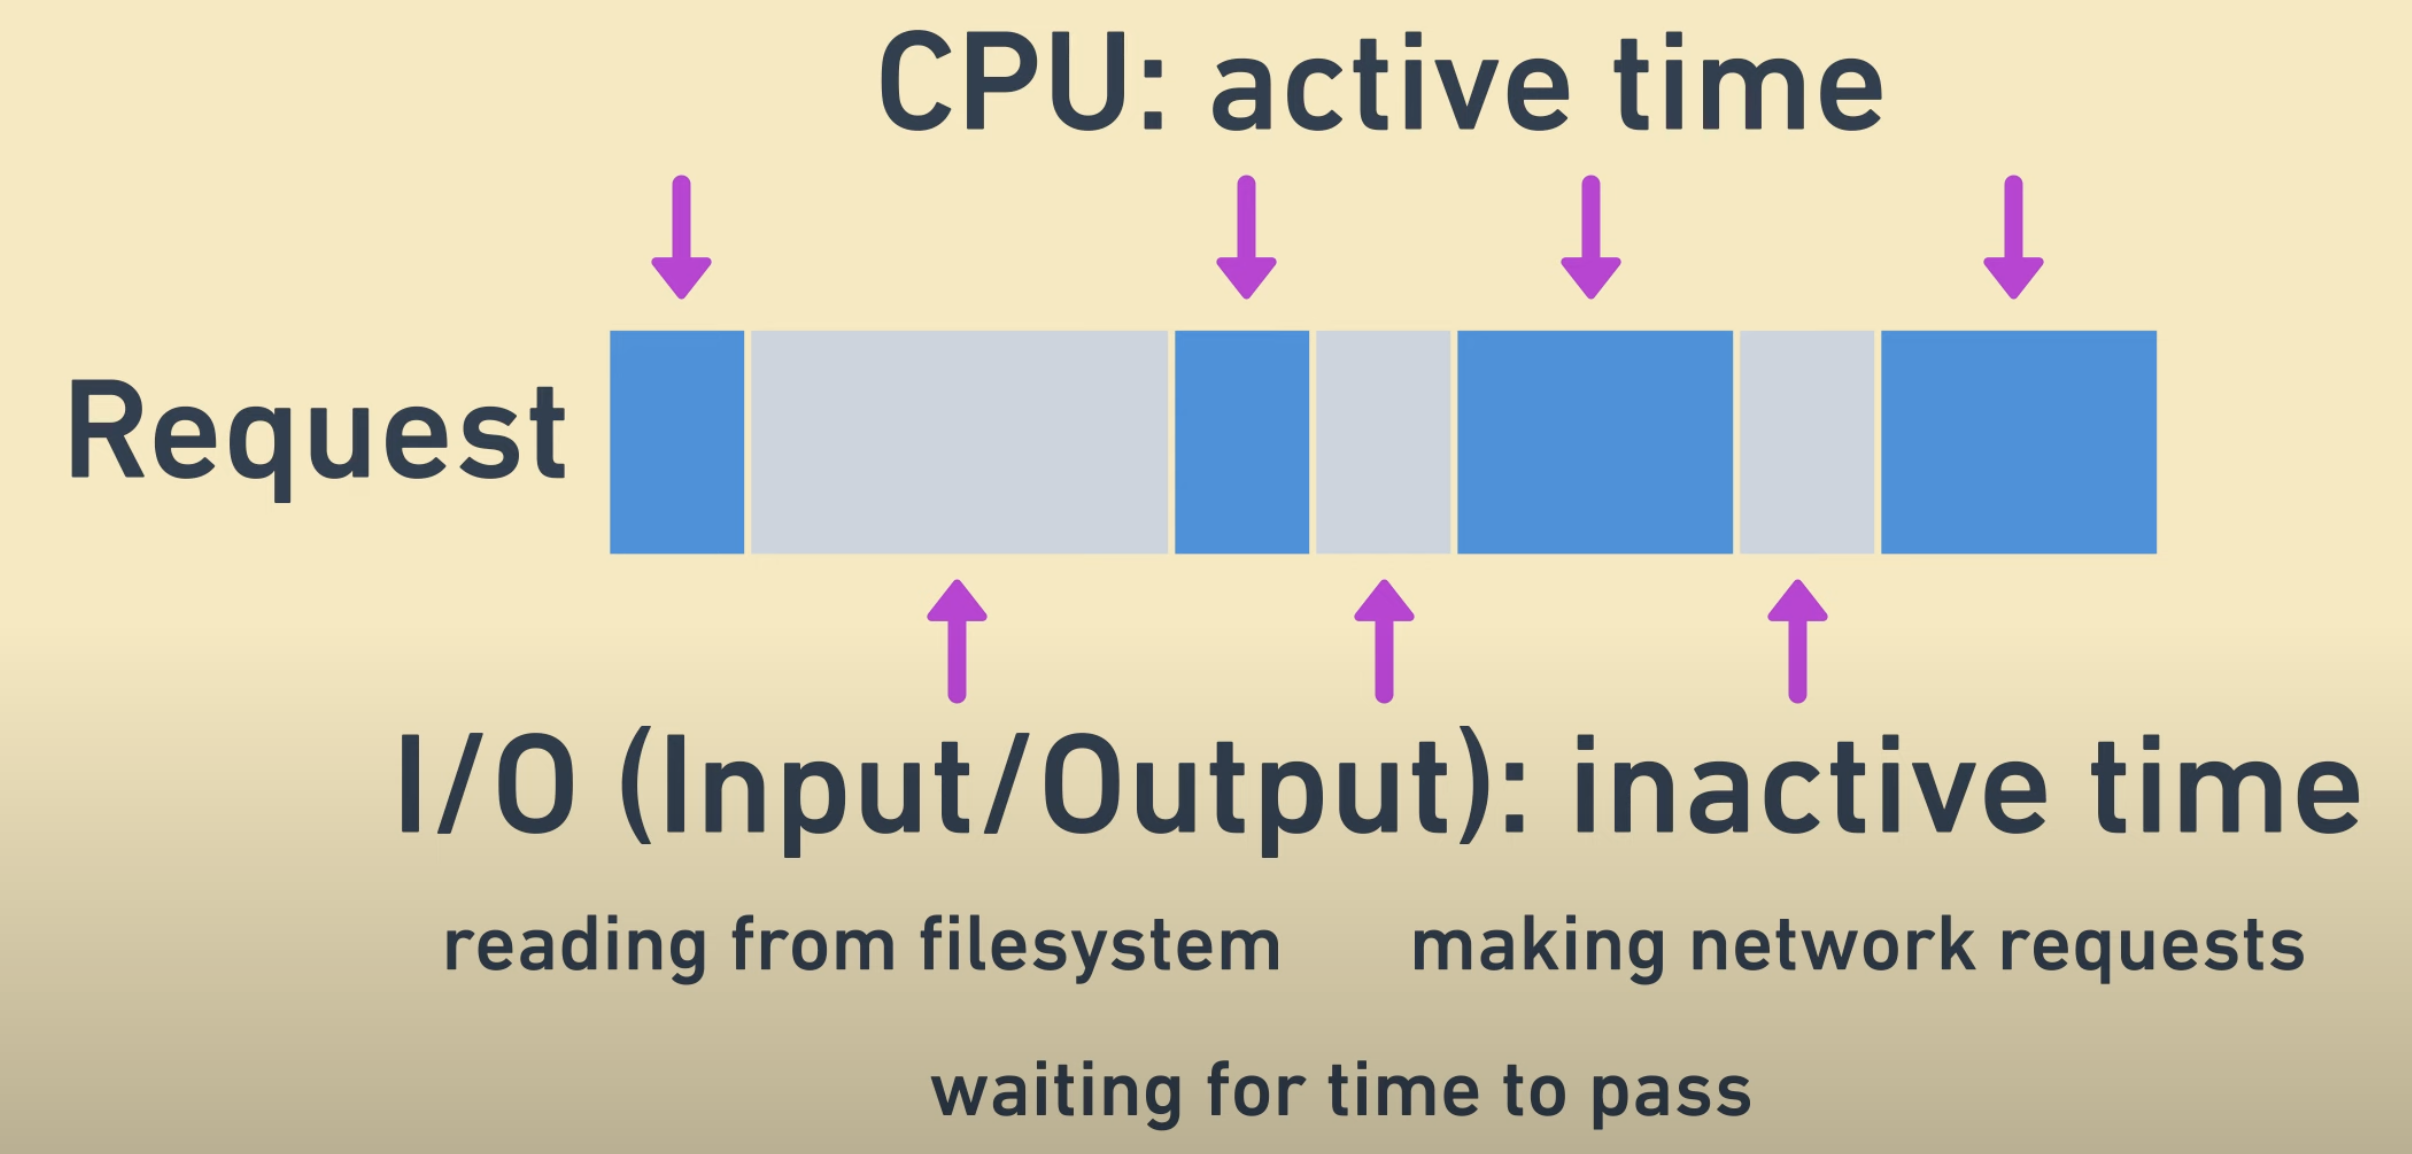 CPU: active time
Request
I/O (Input/Output): inactive time
reading from filesystem
making network requests
waiting for time to pass